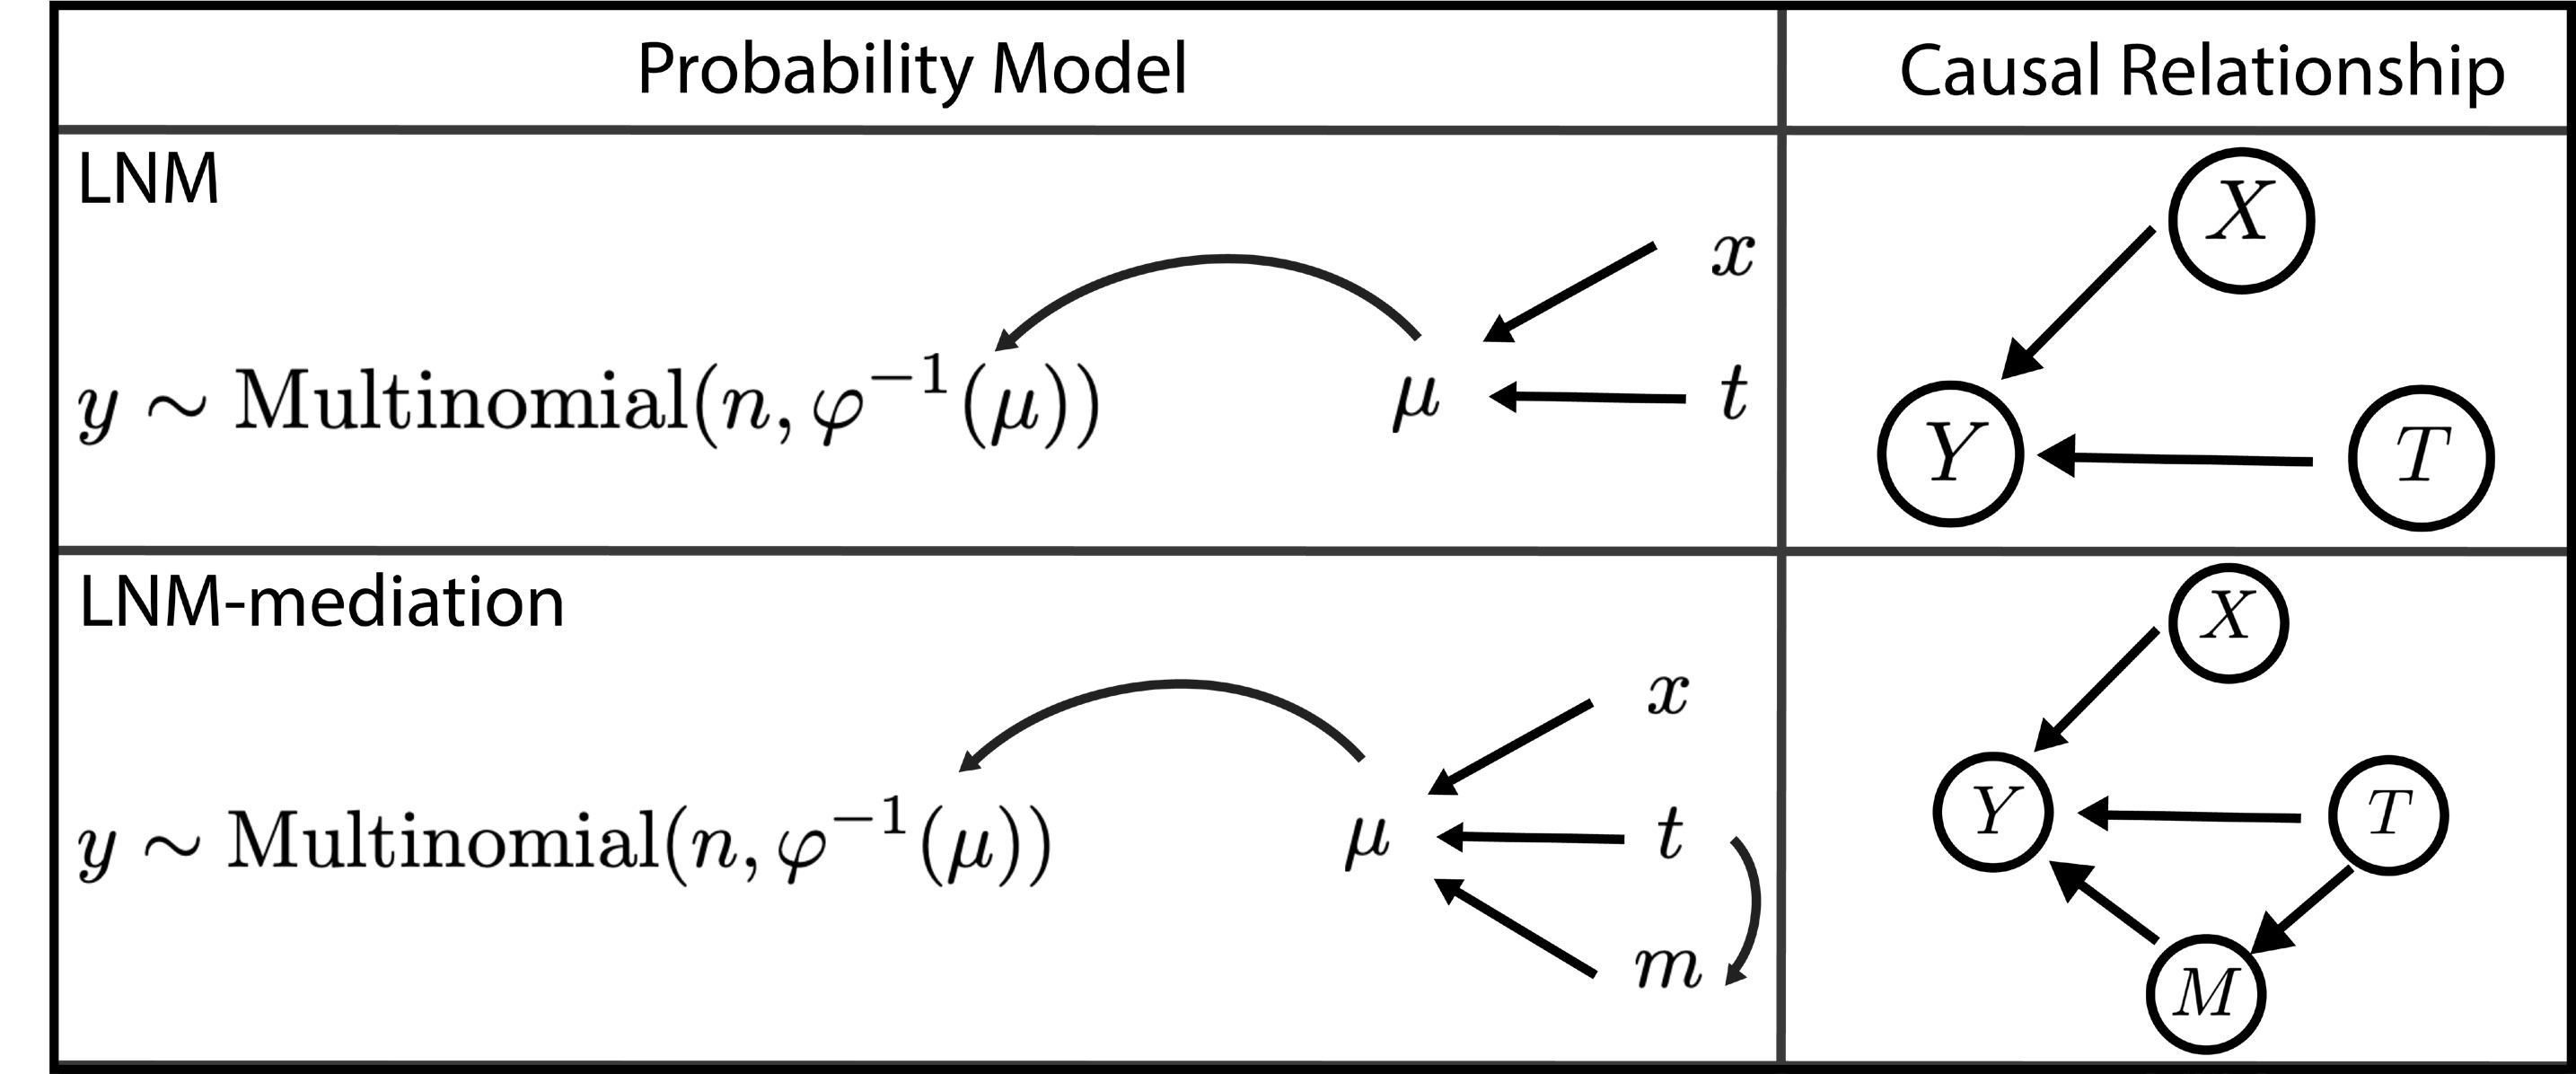 Probability Model
Causal Relationship
LNM
x
y ∼ Multinomial(n, φ⁻¹(μ))
μ
t
X
Y
T
LNM-mediation
x
y ∼ Multinomial(n, φ⁻¹(μ))
μ
t
m
X
Y
T
M